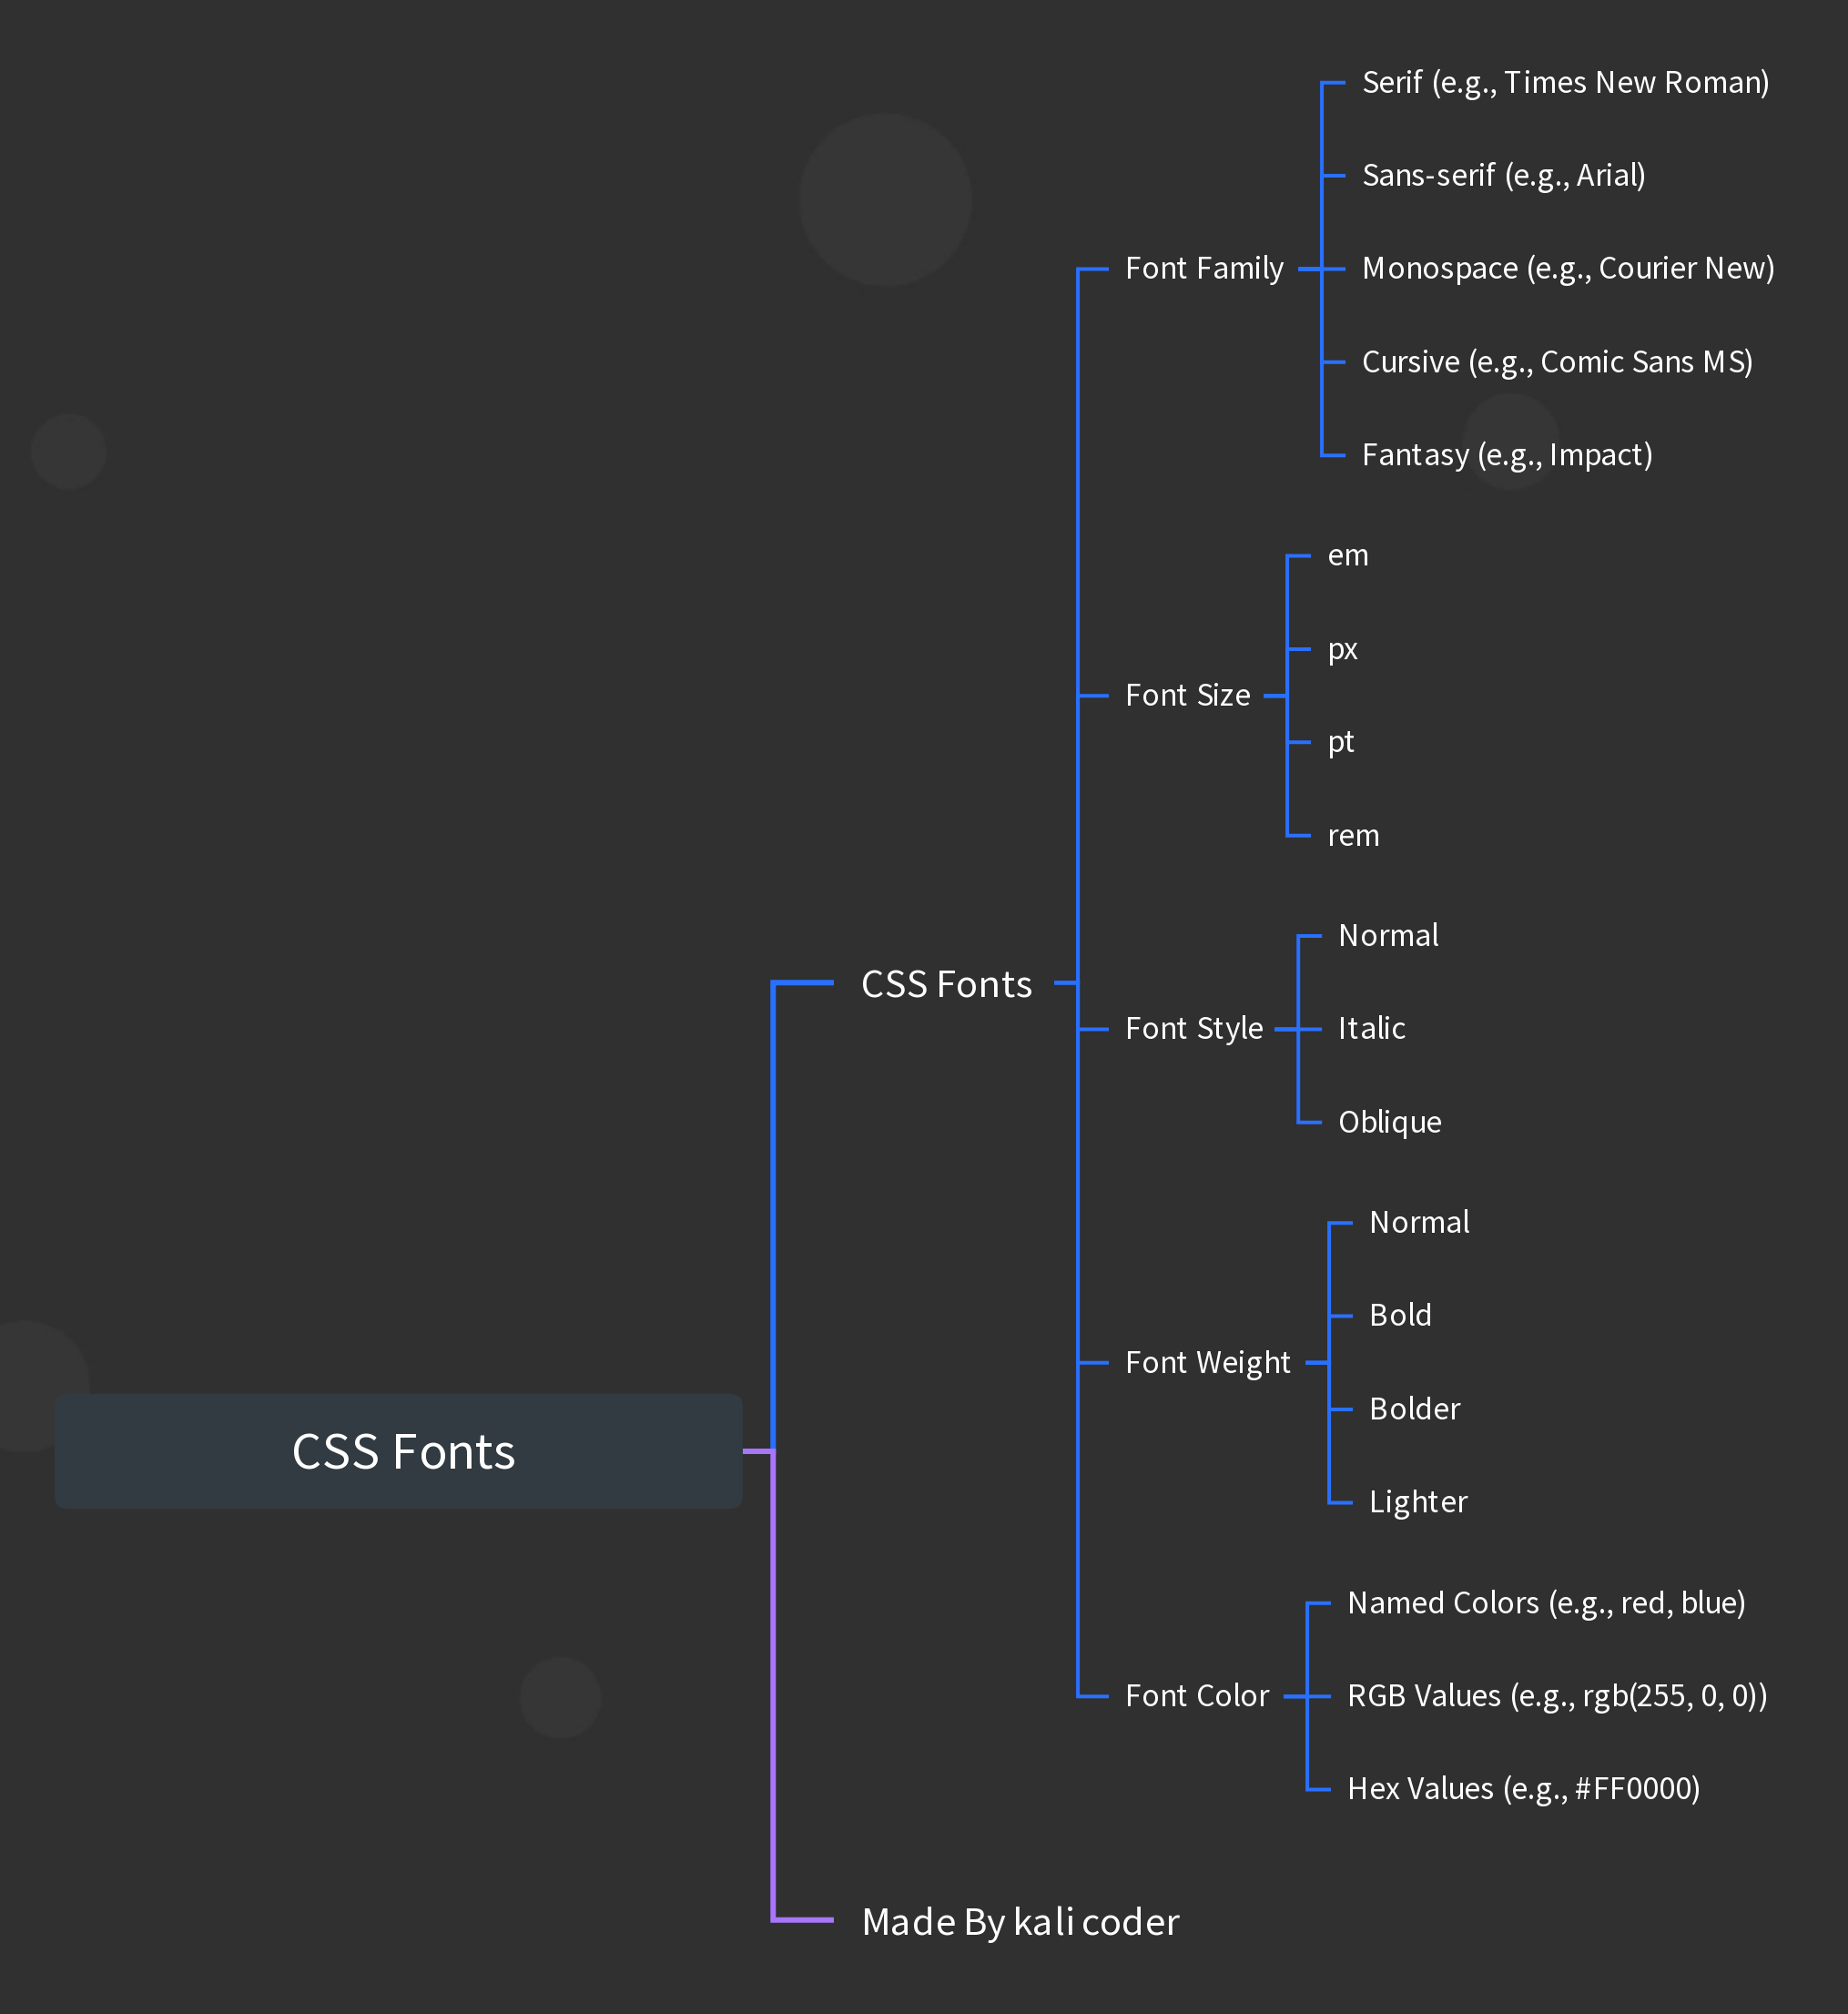 CSS Fonts
CSS Fonts
Font Family
Serif (e.g., Times New Roman)
Sans-serif (e.g., Arial)
Monospace (e.g., Courier New)
Cursive (e.g., Comic Sans MS)
Fantasy (e.g., Impact)
Font Size
em
px
pt
rem
Font Style
Normal
Italic
Oblique
Font Weight
Normal
Bold
Bolder
Lighter
Font Color
Named Colors (e.g., red, blue)
RGB Values (e.g., rgb(255, 0, 0))
Hex Values (e.g., #FF0000)
Made By kali coder